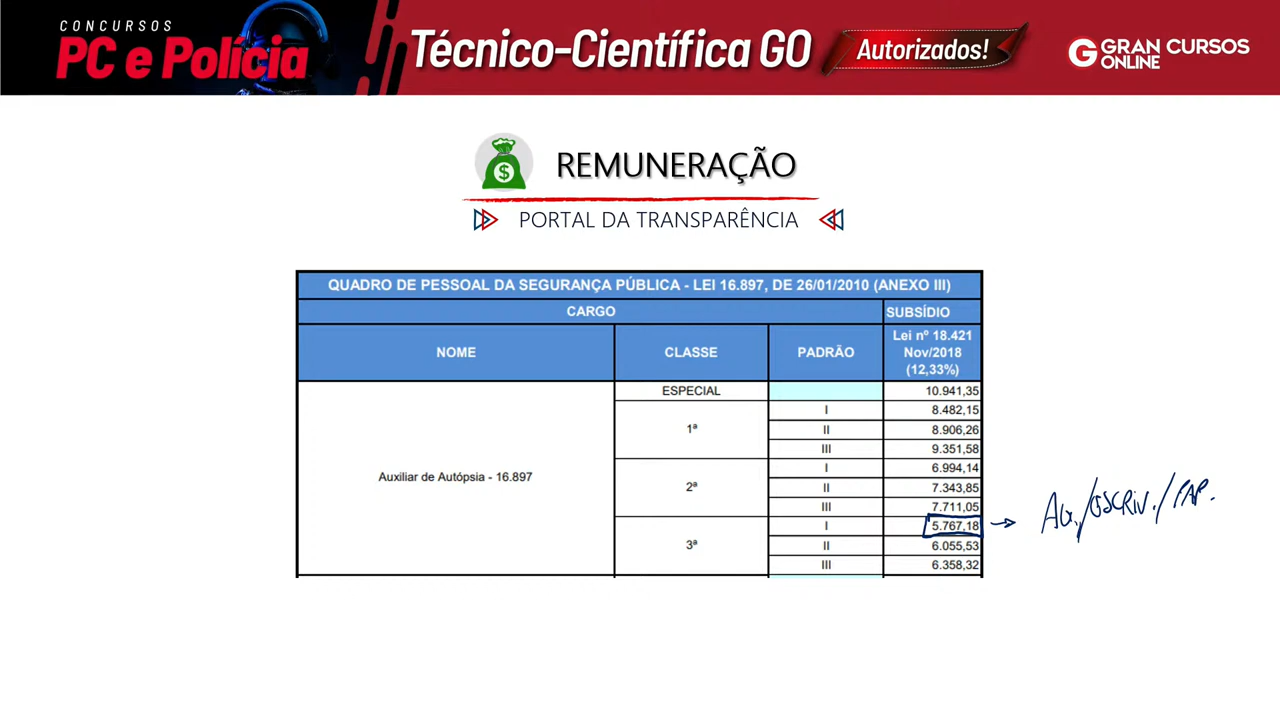 CONCURSOS
PC e Polícia Técnico-Científica GO Autorizados! GRAN CURSOS ONLINE
$ REMUNERAÇÃO
PORTAL DA TRANSPARÊNCIA
QUADRO DE PESSOAL DA SEGURANÇA PÚBLICA - LEI 16.897, DE 26/01/2010 (ANEXO III)
CARGO SUBSÍDIO
NOME CLASSE PADRÃO Lei nº 18.421 Nov/2018 (12,33%)
ESPECIAL 10.941,35
I 8.482,15
1ª II 8.906,26
III 9.351,58
I 6.994,14
Auxiliar de Autópsia - 16.897 2ª II 7.343,85
III 7.711,05
I 5.767,18 → /ESCRIV./PAP.
3ª II 6.055,53
III 6.358,32